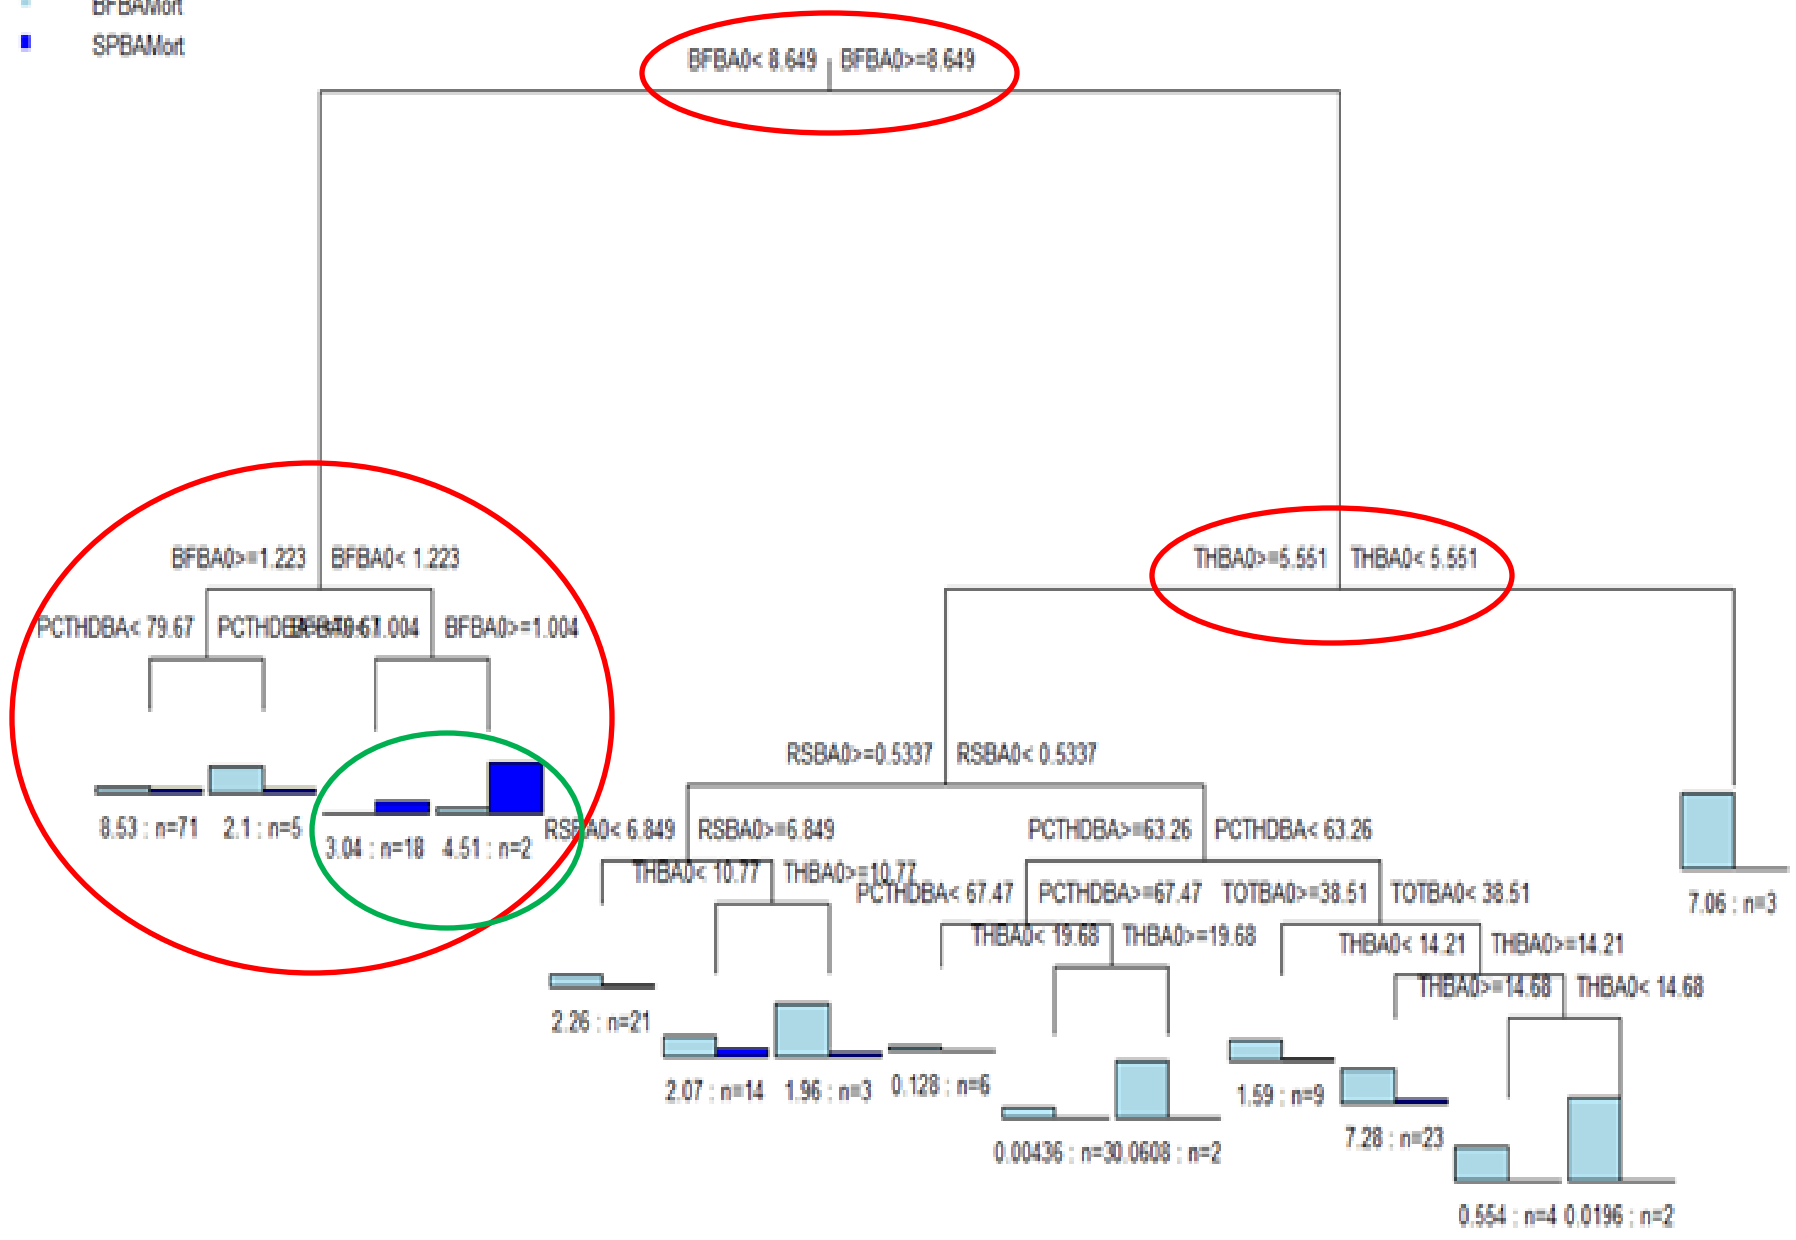 BFBAMort
SPBAMort
BFBA0< 8.649 BFBA0>=8.649
BFBA0>=1.223 BFBA0< 1.223
THBA0>=5.551 THBA0< 5.551
PCTHDBA< 79.67 BFBA0>=1.004
RSBA0>=0.5337 RSBA0< 0.5337
RSBA0< 6.849 RSBA0>=6.849
PCTHDBA>=63.26 PCTHDBA< 63.26
THBA0< 10.77 THBA0>=10.77
PCTHDBA< 67.47 PCTHDBA>=67.47 TOTBA0>=38.51 TOTBA0< 38.51
THBA0< 19.68 THBA0>=19.68
THBA0< 14.21 THBA0>=14.21
THBA0>=14.68 THBA0< 14.68
8.53 : n=71 2.1 : n=5
3.04 : n=18 4.51 : n=2
7.06 : n=3
2.26 : n=21
2.07 : n=14 1.96 : n=3 0.128 : n=6
1.59 : n=9
0.00436 : n=3 0.0608 : n=2
7.28 : n=23
0.554 : n=4 0.0196 : n=2